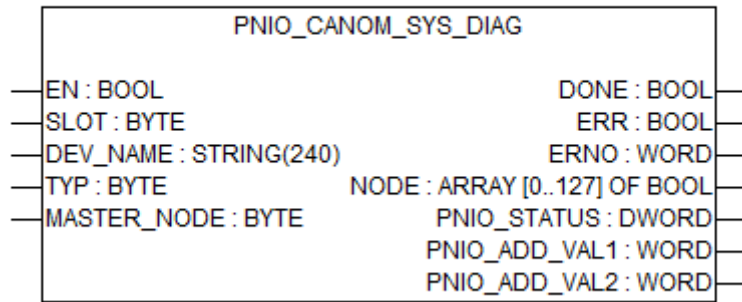 PNIO_CANOM_SYS_DIAG
EN : BOOL DONE : BOOL
SLOT : BYTE ERR : BOOL
DEV_NAME : STRING(240) ERNO : WORD
TYP : BYTE NODE : ARRAY [0..127] OF BOOL
MASTER_NODE : BYTE PNIO_STATUS : DWORD
PNIO_ADD_VAL1 : WORD
PNIO_ADD_VAL2 : WORD